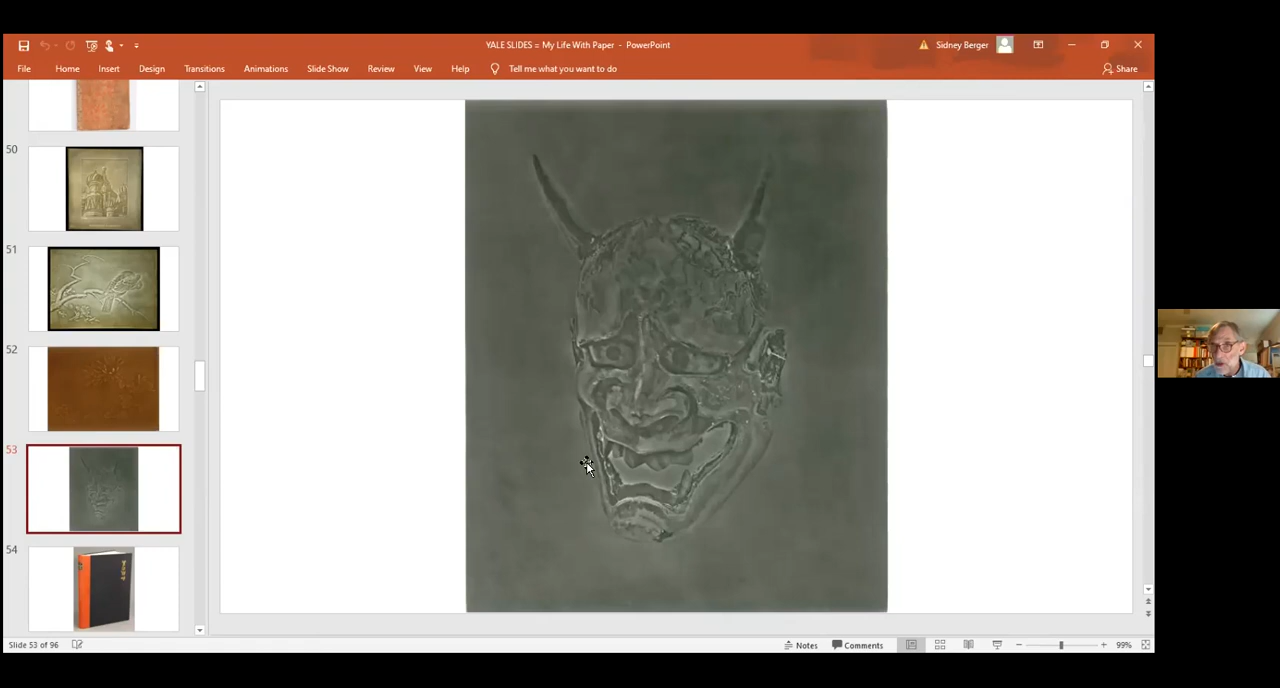 YALE SLIDES = My Life With Paper - PowerPoint
Sidney Berger
File Home Insert Design Transitions Animations Slide Show Review View Help Tell me what you want to do
Share
50
51
52
53
54
Slide 53 of 96
Notes Comments 99%